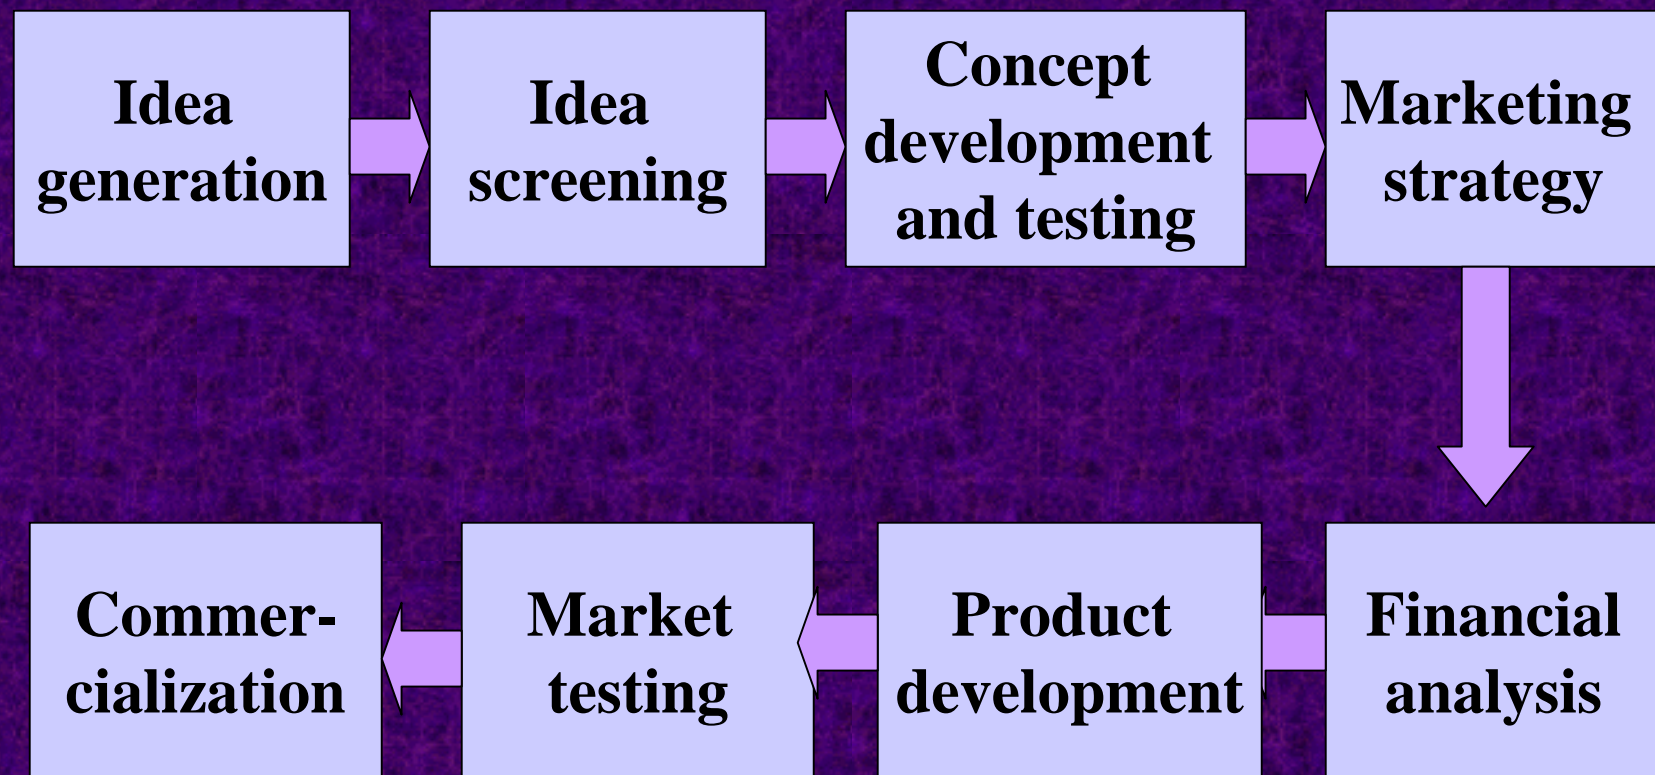 Idea
generation
Idea
screening
Concept
development
and testing
Marketing
strategy
Financial
analysis
Product
development
Market
testing
Commer-
cialization